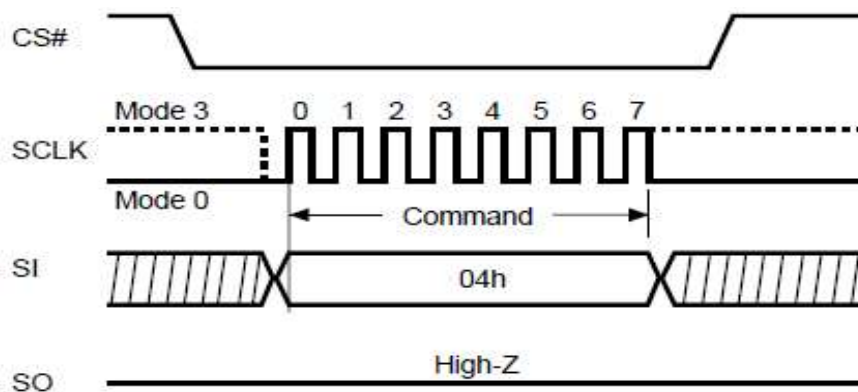 CS#
Mode 3 0 1 2 3 4 5 6 7
SCLK
Mode 0
Command
SI 04h
High-Z
SO